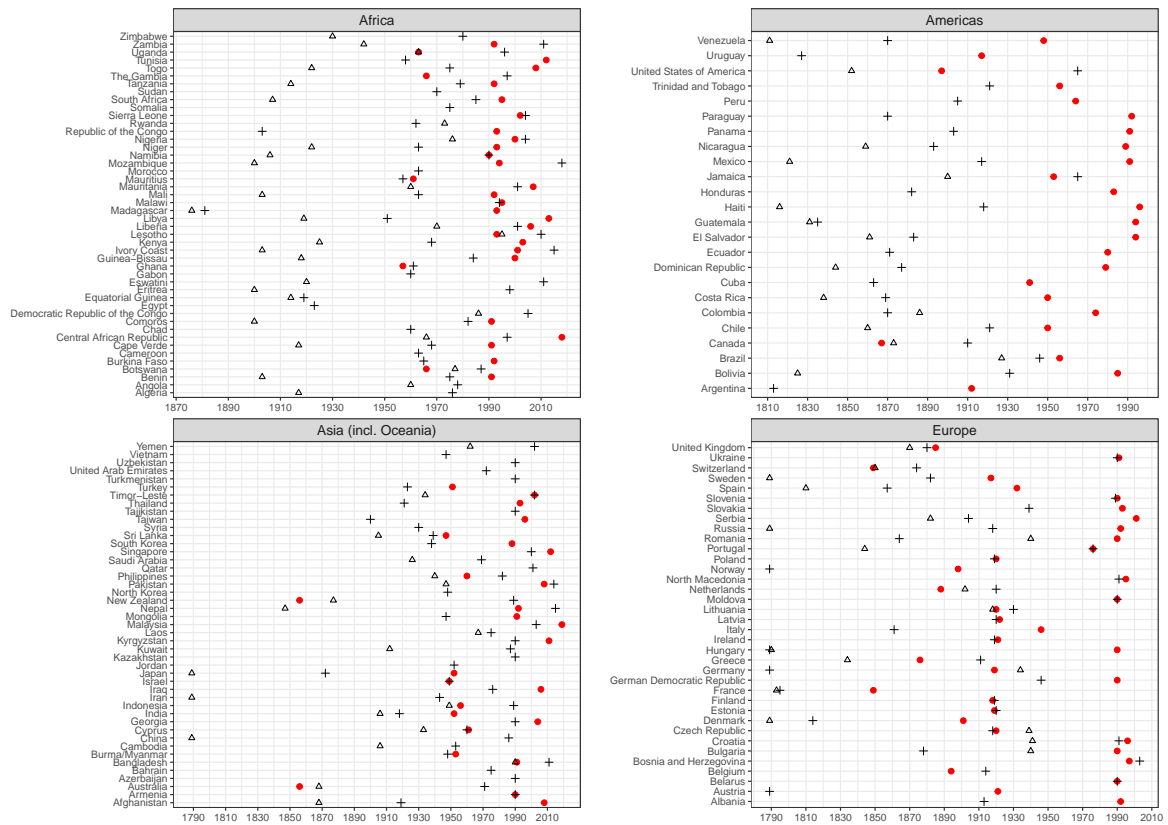 Africa
Zimbabwe
Zambia
Uganda
Tunisia
Togo
The Gambia
Tanzania
Sudan
South Africa
Somalia
Sierra Leone
Rwanda
Republic of the Congo
Nigeria
Niger
Namibia
Mozambique
Morocco
Mauritius
Mauritania
Mali
Malawi
Madagascar
Libya
Liberia
Lesotho
Kenya
Ivory Coast
Guinea−Bissau
Ghana
Gabon
Eswatini
Eritrea
Equatorial Guinea
Egypt
Democratic Republic of the Congo
Comoros
Chad
Central African Republic
Cape Verde
Cameroon
Burkina Faso
Botswana
Benin
Angola
Algeria
1870 1890 1910 1930 1950 1970 1990 2010
Americas
Venezuela
Uruguay
United States of America
Trinidad and Tobago
Peru
Paraguay
Panama
Nicaragua
Mexico
Jamaica
Honduras
Haiti
Guatemala
El Salvador
Ecuador
Dominican Republic
Cuba
Costa Rica
Colombia
Chile
Canada
Brazil
Bolivia
Argentina
1810 1830 1850 1870 1890 1910 1930 1950 1970 1990
Asia (incl. Oceania)
Yemen
Vietnam
Uzbekistan
United Arab Emirates
Turkmenistan
Turkey
Timor−Leste
Thailand
Tajikistan
Taiwan
Syria
Sri Lanka
South Korea
Singapore
Saudi Arabia
Qatar
Philippines
Pakistan
North Korea
New Zealand
Nepal
Mongolia
Malaysia
Laos
Kyrgyzstan
Kuwait
Kazakhstan
Jordan
Japan
Israel
Iraq
Iran
Indonesia
India
Georgia
Cyprus
China
Cambodia
Burma/Myanmar
Bangladesh
Bahrain
Azerbaijan
Australia
Armenia
Afghanistan
1790 1810 1830 1850 1870 1890 1910 1930 1950 1970 1990 2010
Europe
United Kingdom
Ukraine
Switzerland
Sweden
Spain
Slovenia
Slovakia
Serbia
Russia
Romania
Portugal
Poland
Norway
North Macedonia
Netherlands
Moldova
Lithuania
Latvia
Italy
Ireland
Hungary
Greece
Germany
German Democratic Republic
France
Finland
Estonia
Denmark
Czech Republic
Croatia
Bulgaria
Bosnia and Herzegovina
Belgium
Belarus
Austria
Albania
1790 1810 1830 1850 1870 1890 1910 1930 1950 1970 1990 2010